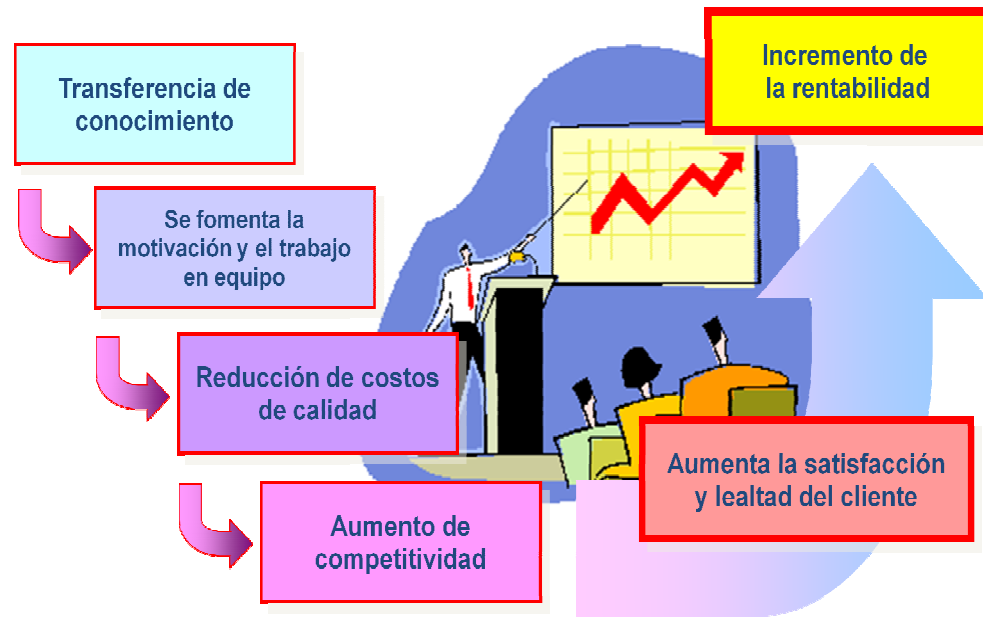 Transferencia de
conocimiento
Se fomenta la
motivación y el trabajo
en equipo
Reducción de costos
de calidad
Aumento de
competitividad
Aumenta la satisfacción
y lealtad del cliente
Incremento de
la rentabilidad